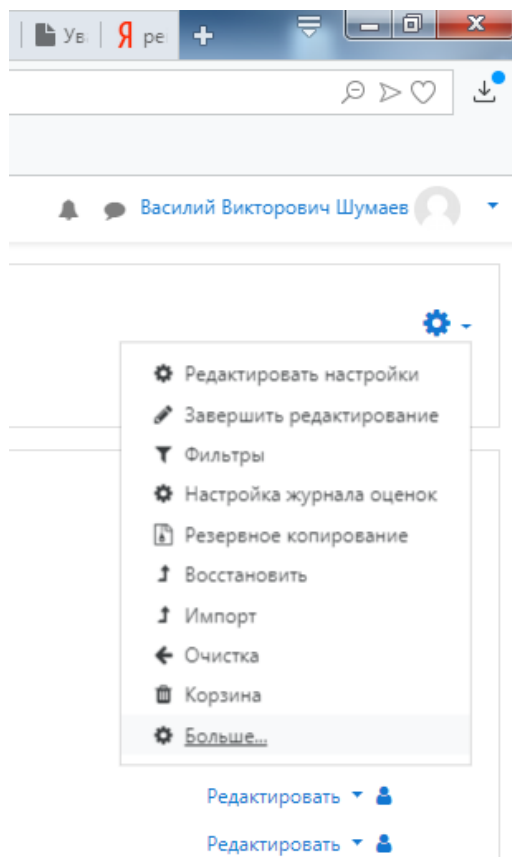 Ув
Я ре
Василий Викторович Шумаев
Редактировать настройки
Завершить редактирование
Фильтры
Настройка журнала оценок
Резервное копирование
Восстановить
Импорт
Очистка
Корзина
Больше...
Редактировать
Редактировать